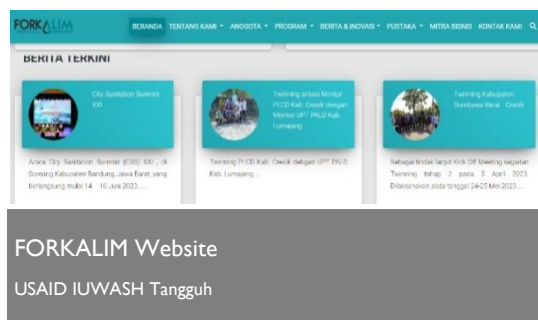 FORKALIM
BERANDA TENTANG KAMI ANGGOTA PROGRAM BERITA & INOVASI PUSTAKA MITRA BISNIS KONTAK KAMI
BERITA TERKINI
City Sanitation Summit
XXI
Acara City Sanitation Summit (CSS) XXI , di
Soreang Kabupaten Bandung, Jawa Barat, yang
berlangsung mulai 14 16 Juni 2023.....
Twinning antara Mentor
PLCD Kab. Gresik dengan
Mentee UPT. PALD Kab.
Lumajang
Twinning PLCD Kab. Gresik dengan UPT PALD
Kab. Lumajang.....
Twinning Kabupaten
Sumbawa Barat Gresik
Sebagai tindak lanjut Kick Off Meeting kegiatan
Twinning tahap 2 pada 5 April 2023.
Dilaksanakan pada tanggal 24-25 Mei 2023.....
FORKALIM Website
USAID IUWASH Tangguh